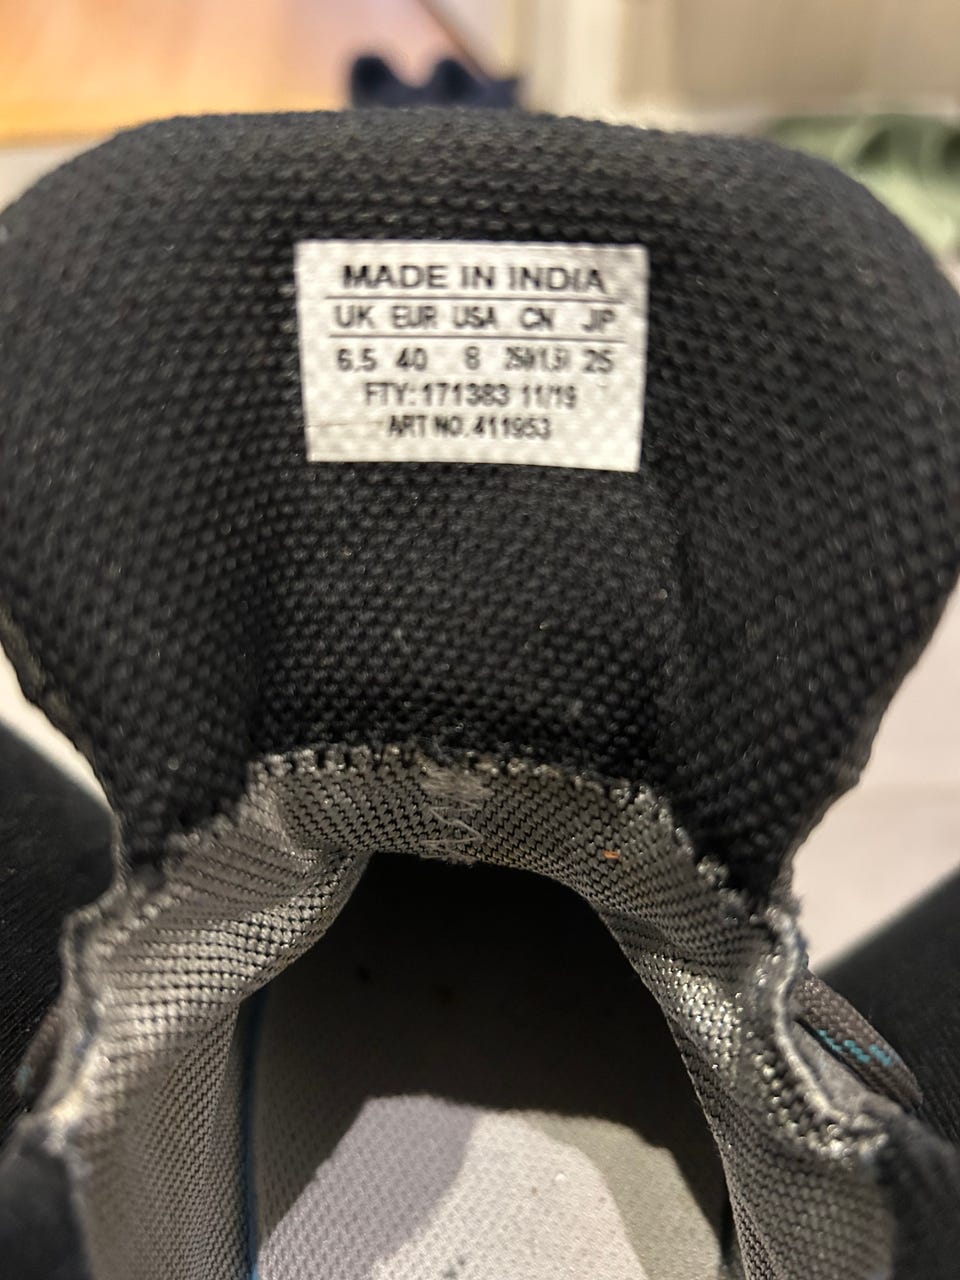 MADE IN INDIA
UK EUR USA CN JP
6.5 40 8 250(1.5) 25
FTY:171383 11/19
ART NO.411953